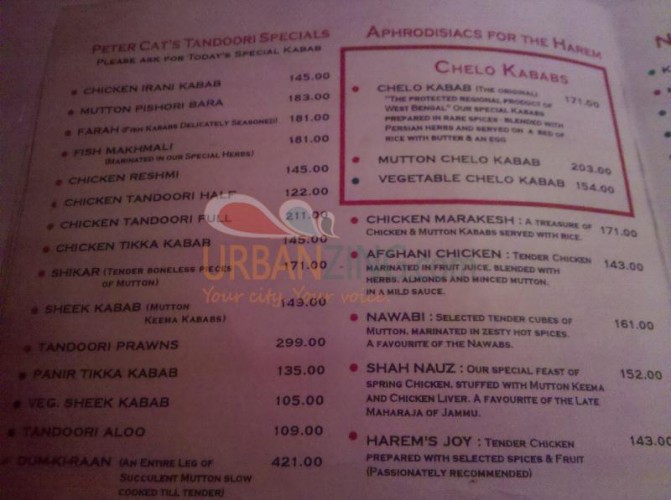 PETER CAT'S TANDOORI SPECIALS
PLEASE ASK FOR TODAY'S SPECIAL KABAB
CHICKEN IRANI KABAB 145.00
MUTTON PISHORI BARA 183.00
FARAH (FISH KABABS DELICATELY SEASONED) 181.00
FISH MAKHMALI 181.00
(MARINATED IN OUR SPECIAL HERBS)
CHICKEN RESHMI 145.00
CHICKEN TANDOORI HALF 122.00
CHICKEN TANDOORI FULL 211.00
CHICKEN TIKKA KABAB 145.00
SHIKAR (TENDER BONELESS PIECES 171.00
OF MUTTON)
SHEEK KABAB (MUTTON 149.00
KEEMA KABABS)
TANDOORI PRAWNS 299.00
PANIR TIKKA KABAB 135.00
VEG. SHEEK KABAB 105.00
TANDOORI ALOO 109.00
DUM-KI-RAAN (AN ENTIRE LEG OF 421.00
SUCCULENT MUTTON SLOW
COOKED TILL TENDER)
APHRODISIACS FOR THE HAREM
CHELO KABABS
CHELO KABAB (THE ORIGINAL) 171.00
"THE PROTECTED REGIONAL PRODUCT OF
WEST BENGAL" OUR SPECIAL KABABS
PREPARED IN RARE SPICES BLENDED WITH
PERSIAN HERBS AND SERVED ON A BED OF
RICE WITH BUTTER & AN EGG
MUTTON CHELO KABAB 203.00
VEGETABLE CHELO KABAB 154.00
CHICKEN MARAKESH : A TREASURE OF 171.00
CHICKEN & MUTTON KABABS SERVED WITH RICE.
AFGHANI CHICKEN : TENDER CHICKEN 143.00
MARINATED IN FRUIT JUICE, BLENDED WITH
HERBS, ALMONDS AND MINCED MUTTON,
IN A MILD SAUCE.
NAWABI : SELECTED TENDER CUBES OF 161.00
MUTTON, MARINATED IN ZESTY HOT SPICES.
A FAVOURITE OF THE NAWABS.
SHAH NAUZ : OUR SPECIAL FEAST OF 152.00
SPRING CHICKEN, STUFFED WITH MUTTON KEEMA
AND CHICKEN LIVER. A FAVOURITE OF THE LATE
MAHARAJA OF JAMMU.
HAREM'S JOY : TENDER CHICKEN 143.00
PREPARED WITH SELECTED SPICES & FRUIT
(PASSIONATELY RECOMMENDED)
URBANZING
Your city. Your voice.